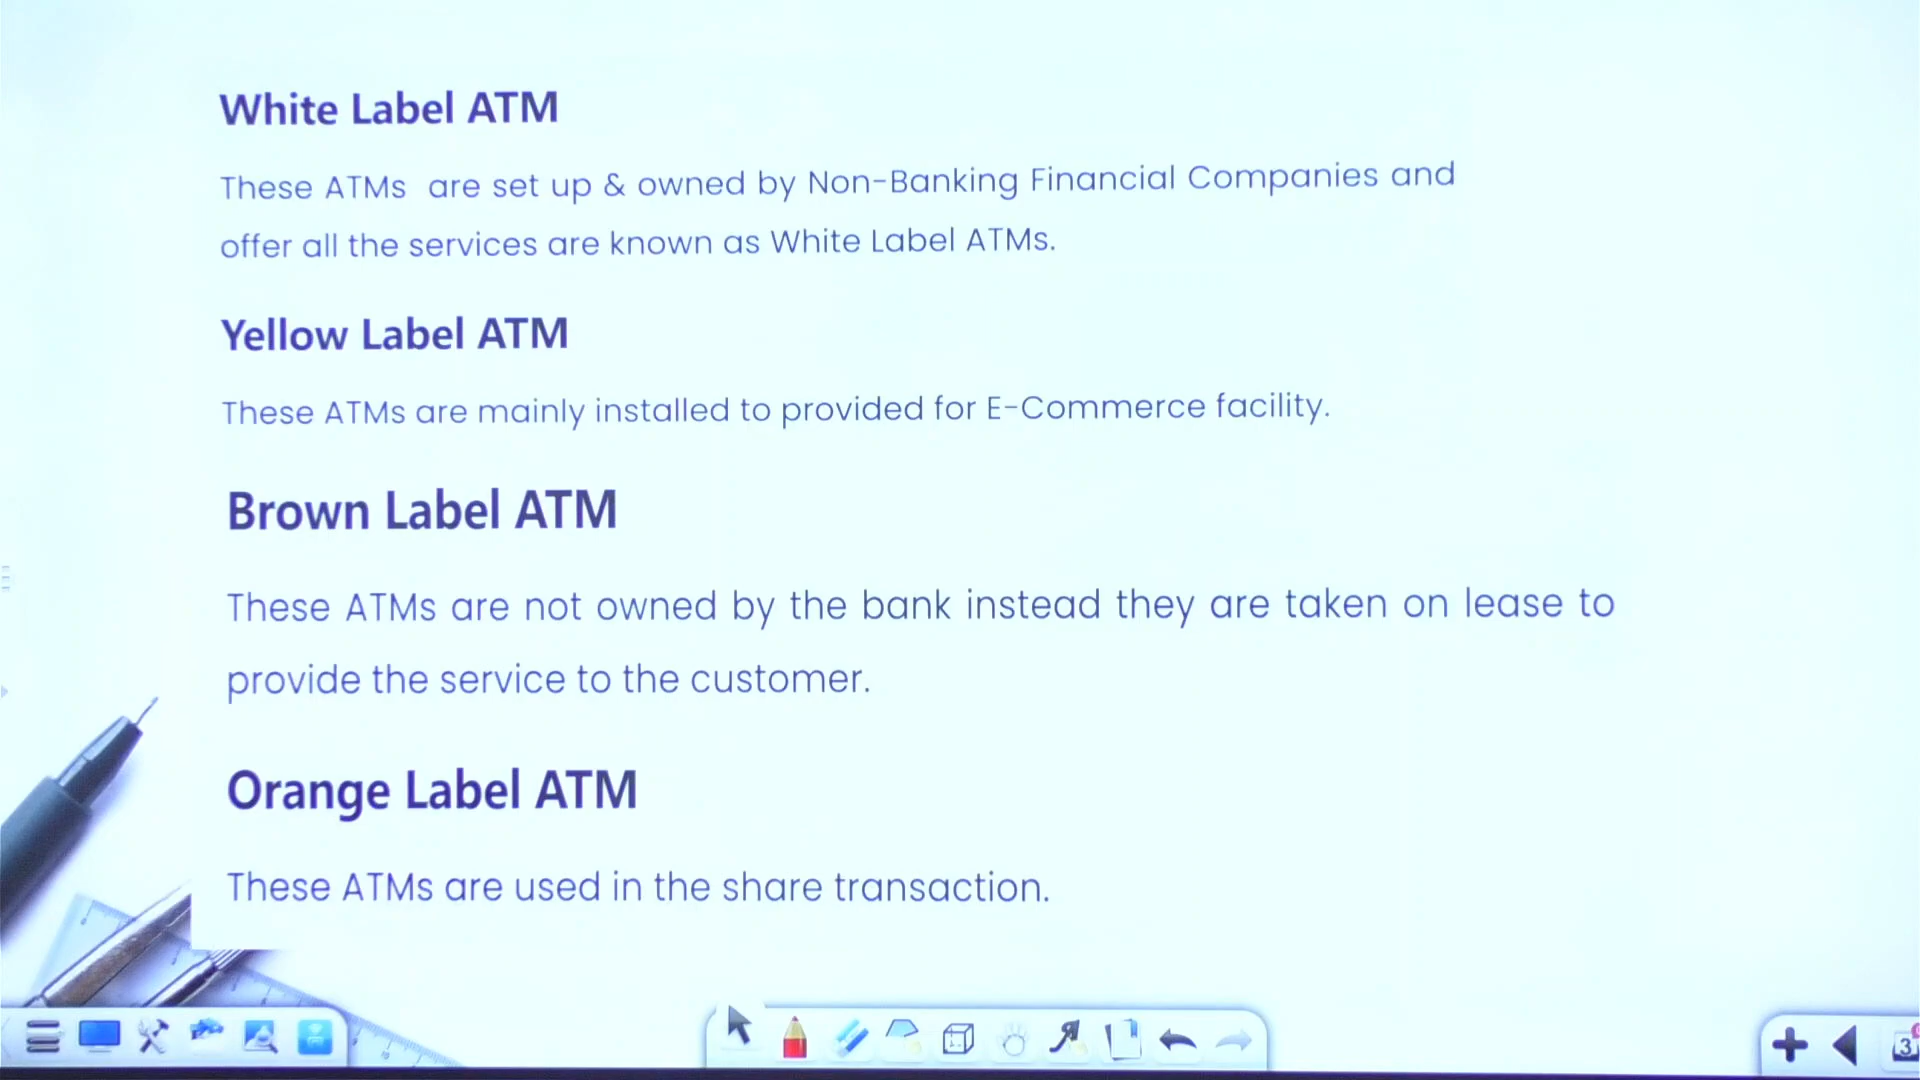 White Label ATM
These ATMs are set up & owned by Non-Banking Financial Companies and
offer all the services are known as White Label ATMs.
Yellow Label ATM
These ATMs are mainly installed to provided for E-Commerce facility.
Brown Label ATM
These ATMs are not owned by the bank instead they are taken on lease to
provide the service to the customer.
Orange Label ATM
These ATMs are used in the share transaction.
3